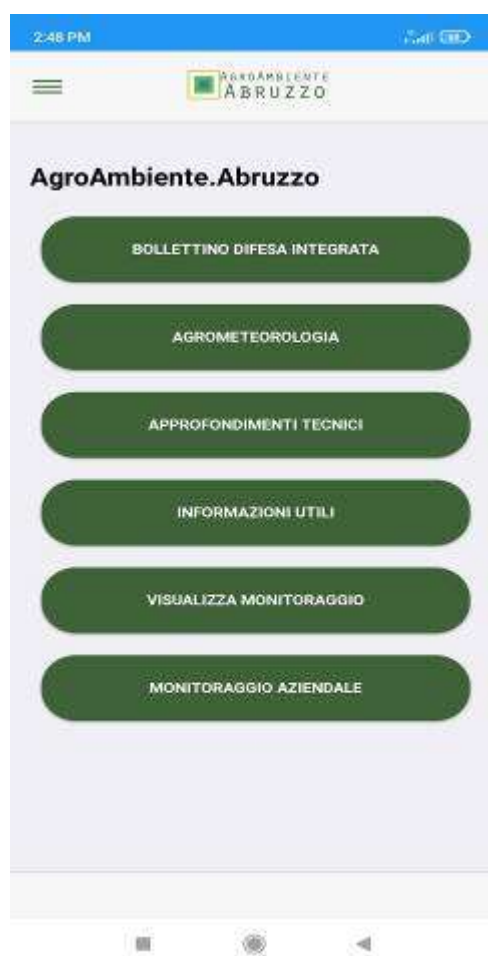 2:48 PM
AGROAMBIENTE
ABRUZZO
AgroAmbiente.Abruzzo
BOLLETTINO DIFESA INTEGRATA
AGROMETEOROLOGIA
APPROFONDIMENTI TECNICI
INFORMAZIONI UTILI
VISUALIZZA MONITORAGGIO
MONITORAGGIO AZIENDALE